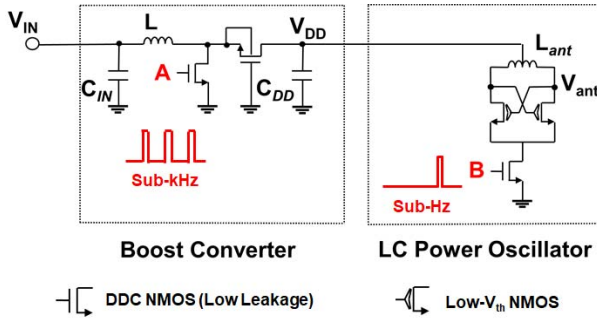 V_IN
L
V_DD
L_ant
V_ant
A
C_IN
C_DD
B
Sub-kHz
Sub-Hz
Boost Converter
LC Power Oscillator
DDC NMOS (Low Leakage)
Low-V_th NMOS